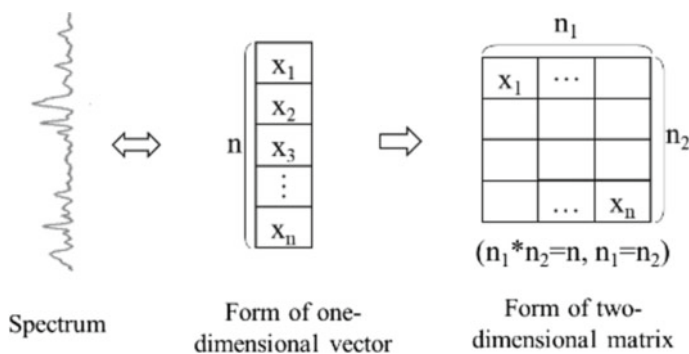 n₁
x₁
x₁ ...
x₂
n
x₃
n₂
⋮
xₙ
... xₙ
(n₁*n₂=n, n₁=n₂)
Spectrum
Form of one-
dimensional vector
Form of two-
dimensional matrix